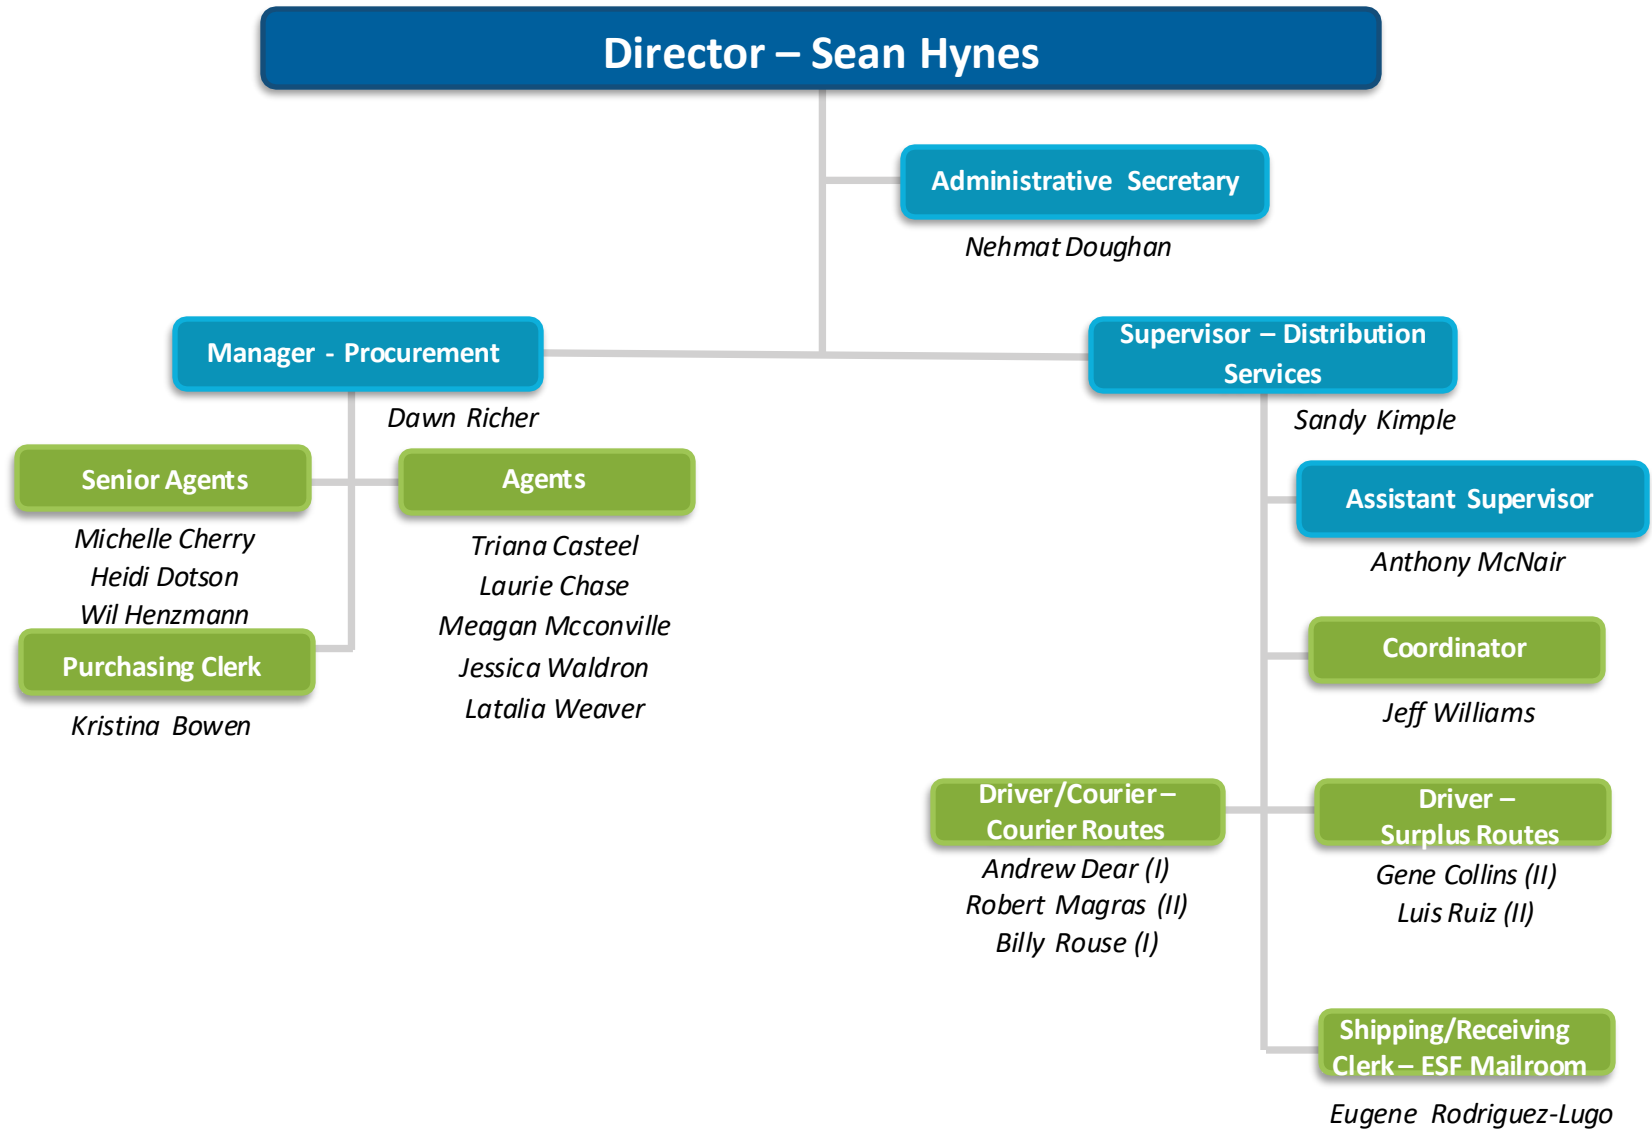 Director – Sean Hynes
Administrative Secretary
Nehmat Doughan
Manager - Procurement
Dawn Richer
Senior Agents
Michelle Cherry
Heidi Dotson
Wil Henzmann
Purchasing Clerk
Kristina Bowen
Agents
Triana Casteel
Laurie Chase
Meagan Mcconville
Jessica Waldron
Latalia Weaver
Supervisor – Distribution
Services
Sandy Kimple
Assistant Supervisor
Anthony McNair
Coordinator
Jeff Williams
Driver/Courier –
Courier Routes
Andrew Dear (I)
Robert Magras (II)
Billy Rouse (I)
Driver –
Surplus Routes
Gene Collins (II)
Luis Ruiz (II)
Shipping/Receiving
Clerk – ESF Mailroom
Eugene Rodriguez-Lugo